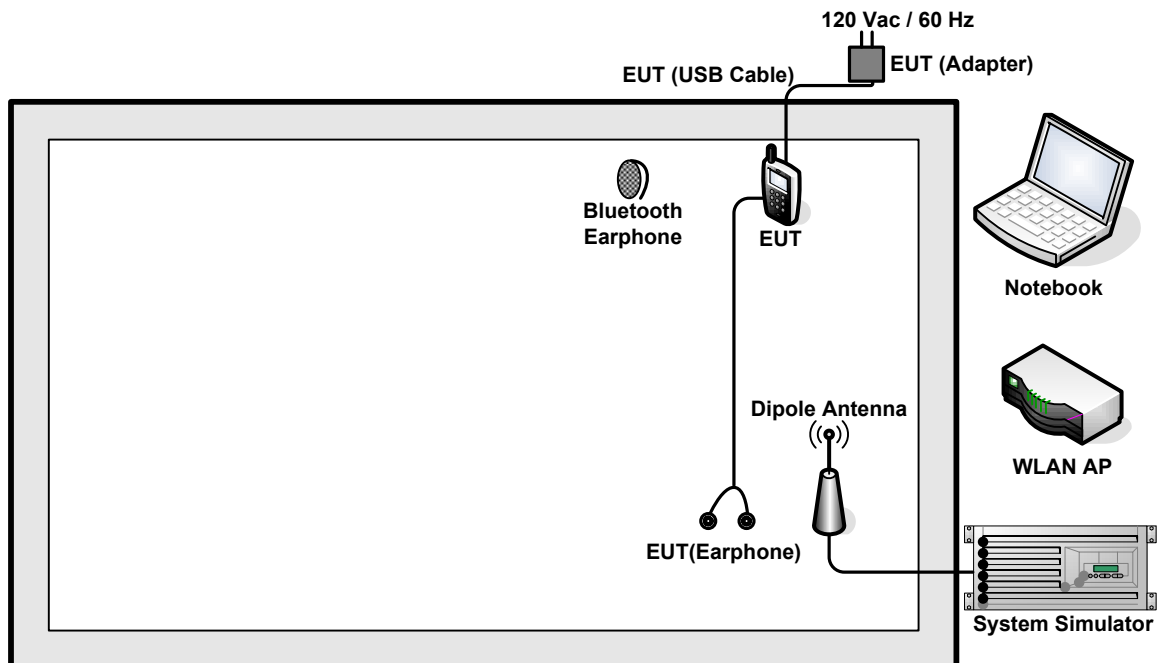 120 Vac / 60 Hz
EUT (Adapter)
EUT (USB Cable)
Bluetooth
Earphone
EUT
Notebook
Dipole Antenna
WLAN AP
EUT(Earphone)
System Simulator